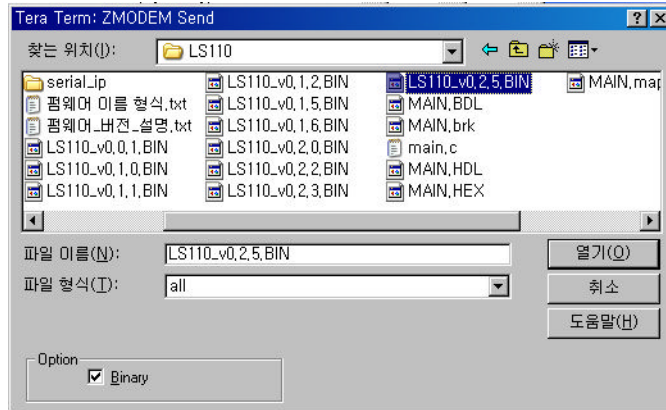 Tera Term: ZMODEM Send
찾는 위치(I):
LS110
serial_ip
펌웨어 이름 형식,txt
펌웨어_버전_설명,txt
LS110_v0,0,1,BIN
LS110_v0,1,0,BIN
LS110_v0,1,1,BIN
LS110_v0,1,2,BIN
LS110_v0,1,5,BIN
LS110_v0,1,6,BIN
LS110_v0,2,0,BIN
LS110_v0,2,2,BIN
LS110_v0,2,3,BIN
LS110_v0,2,5,BIN
MAIN,BDL
MAIN,brk
main,c
MAIN,HDL
MAIN,HEX
MAIN,map
파일 이름(N):
LS110_v0,2,5,BIN
열기(O)
파일 형식(T):
all
취소
도움말(H)
Option
Binary